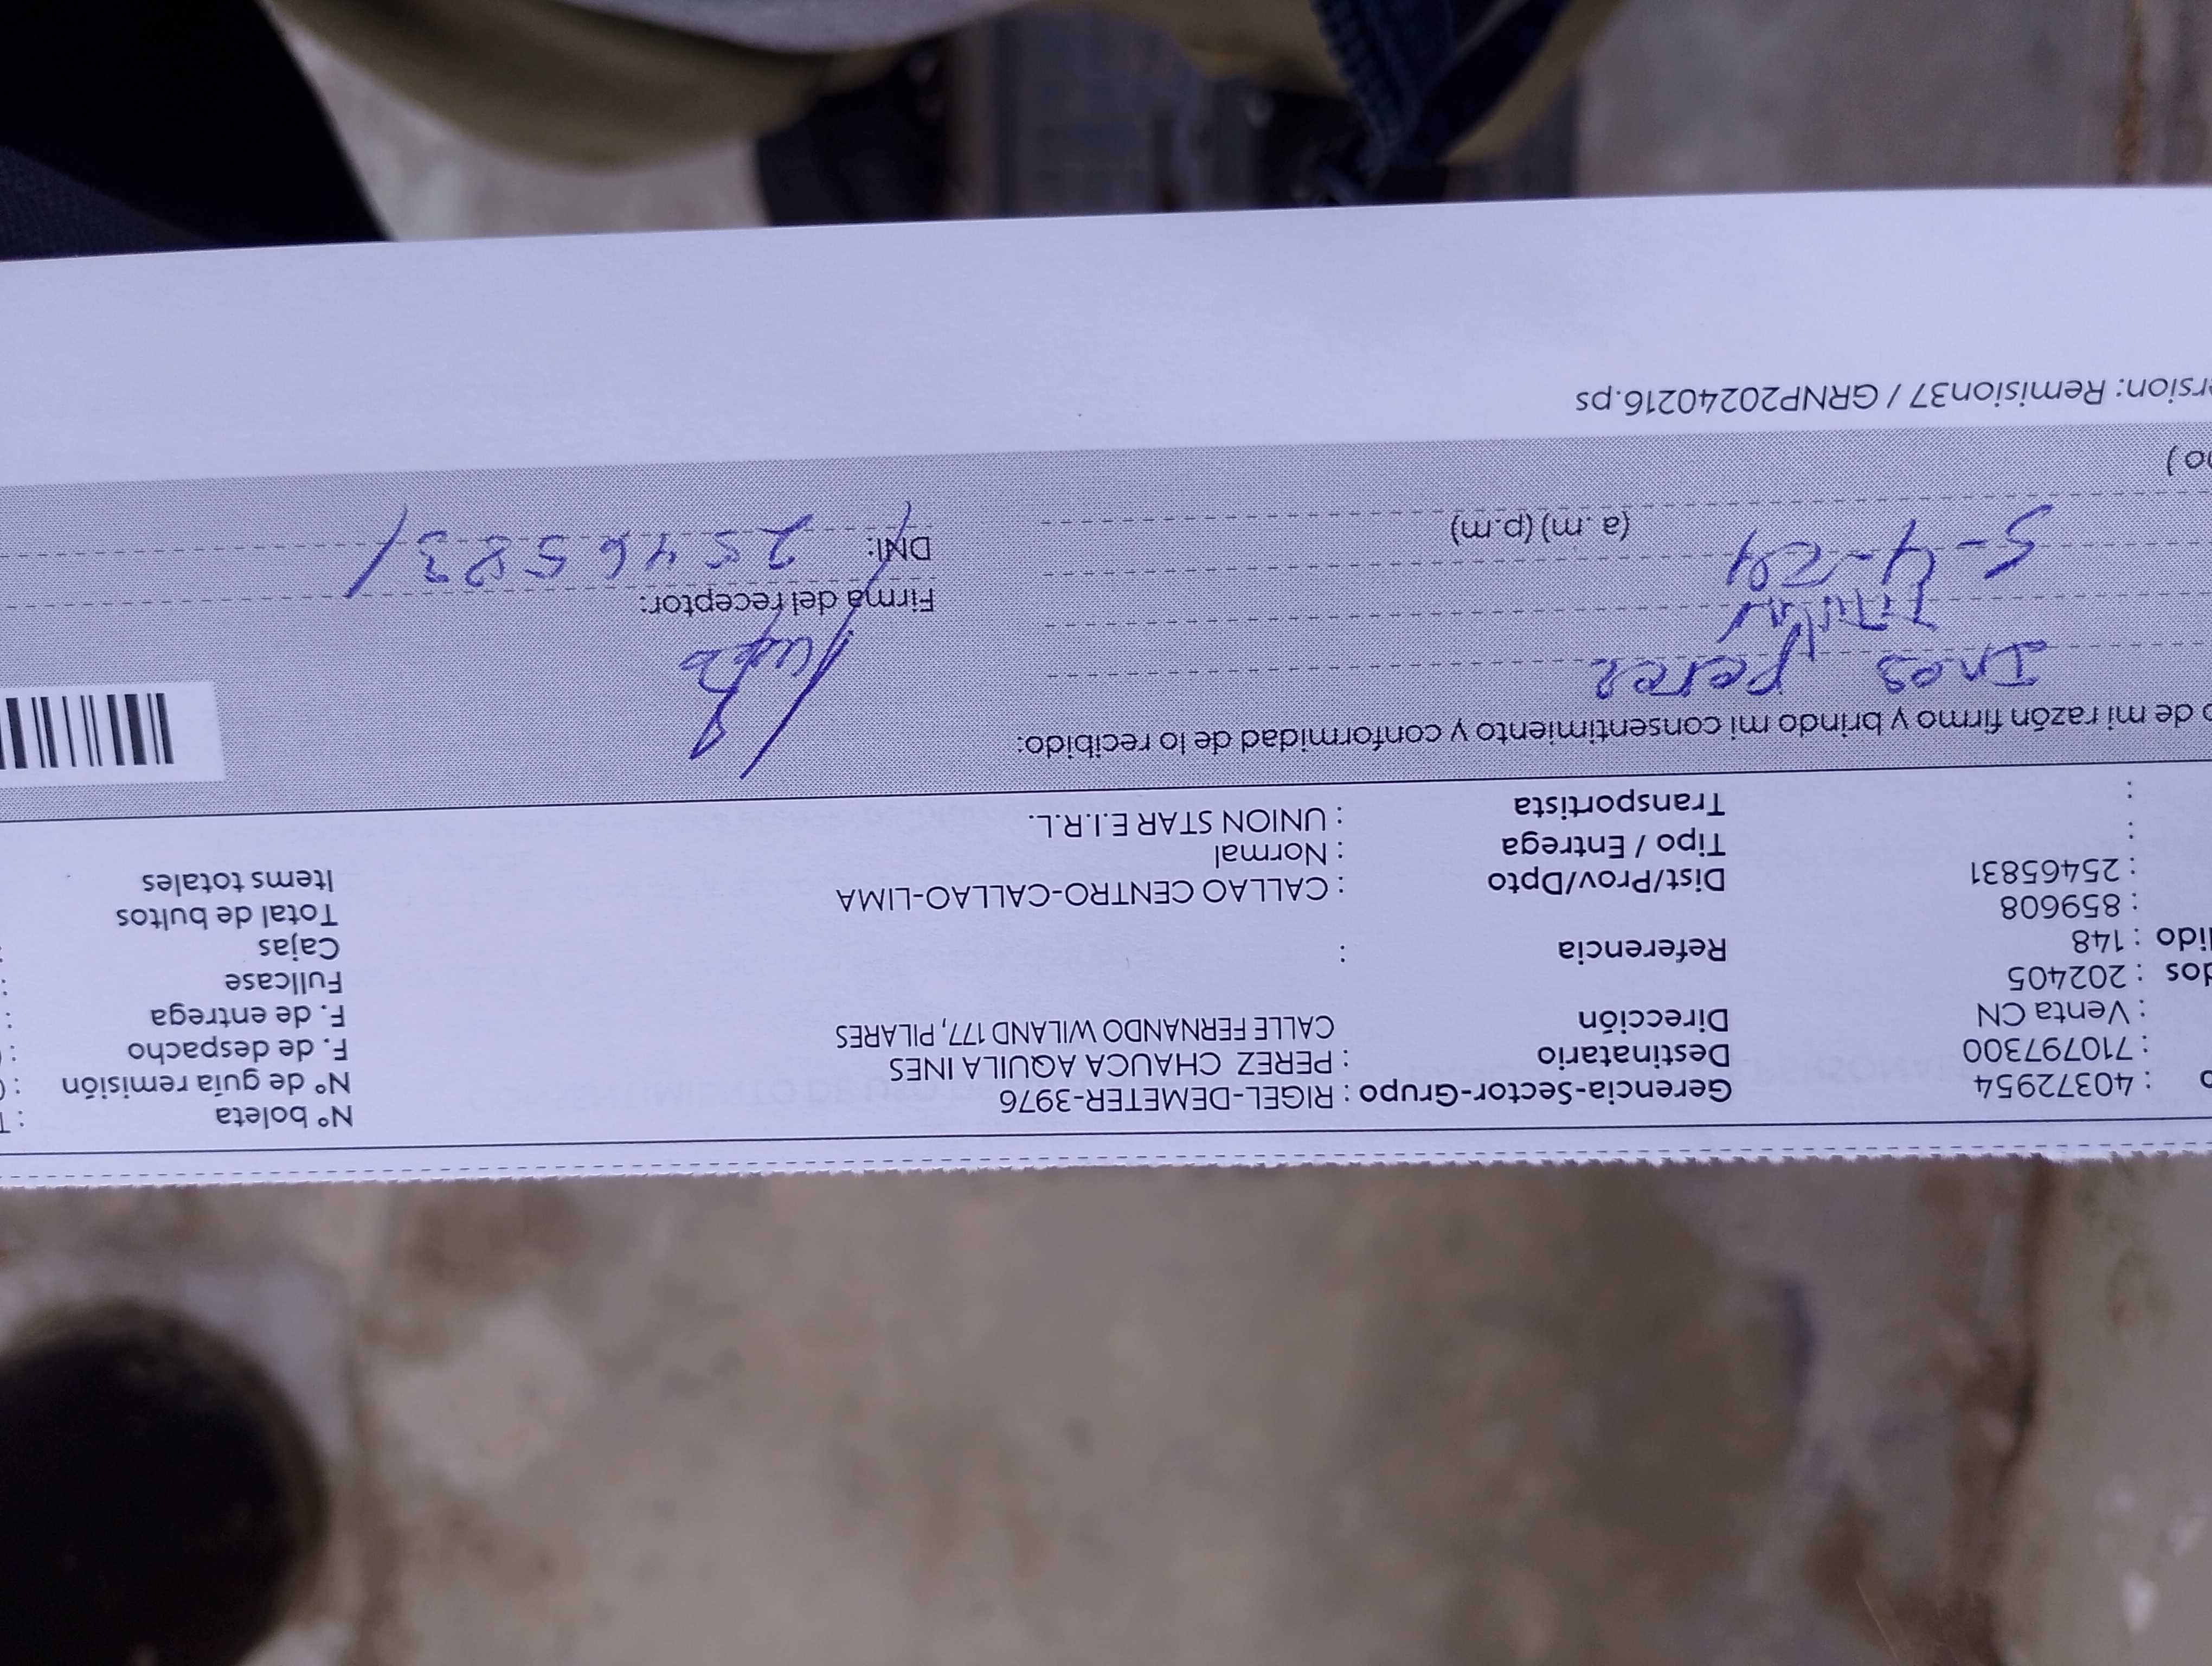 : 40372954 Gerencia-Sector-Grupo : RIGEL-DEMETER-3976 Nº boleta :
: 710797300 Destinatario : PEREZ CHAUCA AQUILA INES Nº de guía remisión :
: Venta CN Dirección CALLE FERNANDO WILAND 177, PILARES F. de despacho :
: 202405 F. de entrega :
: 148 Referencia : Fullcase :
: 859608 Cajas :
: 25465831 Dist/Prov/Dpto : CALLAO CENTRO-CALLAO-LIMA Total de bultos
: Tipo / Entrega : Normal Items totales
: Transportista : UNION STAR E.I.R.L.
de mi razón firmo y brindo mi consentimiento y conformidad de lo recibido:
Ines perez
Titular Firma del receptor:
5-4-24 (a.m) (p.m) DNI: 25465831
Remision37 / GRNP20240216.ps